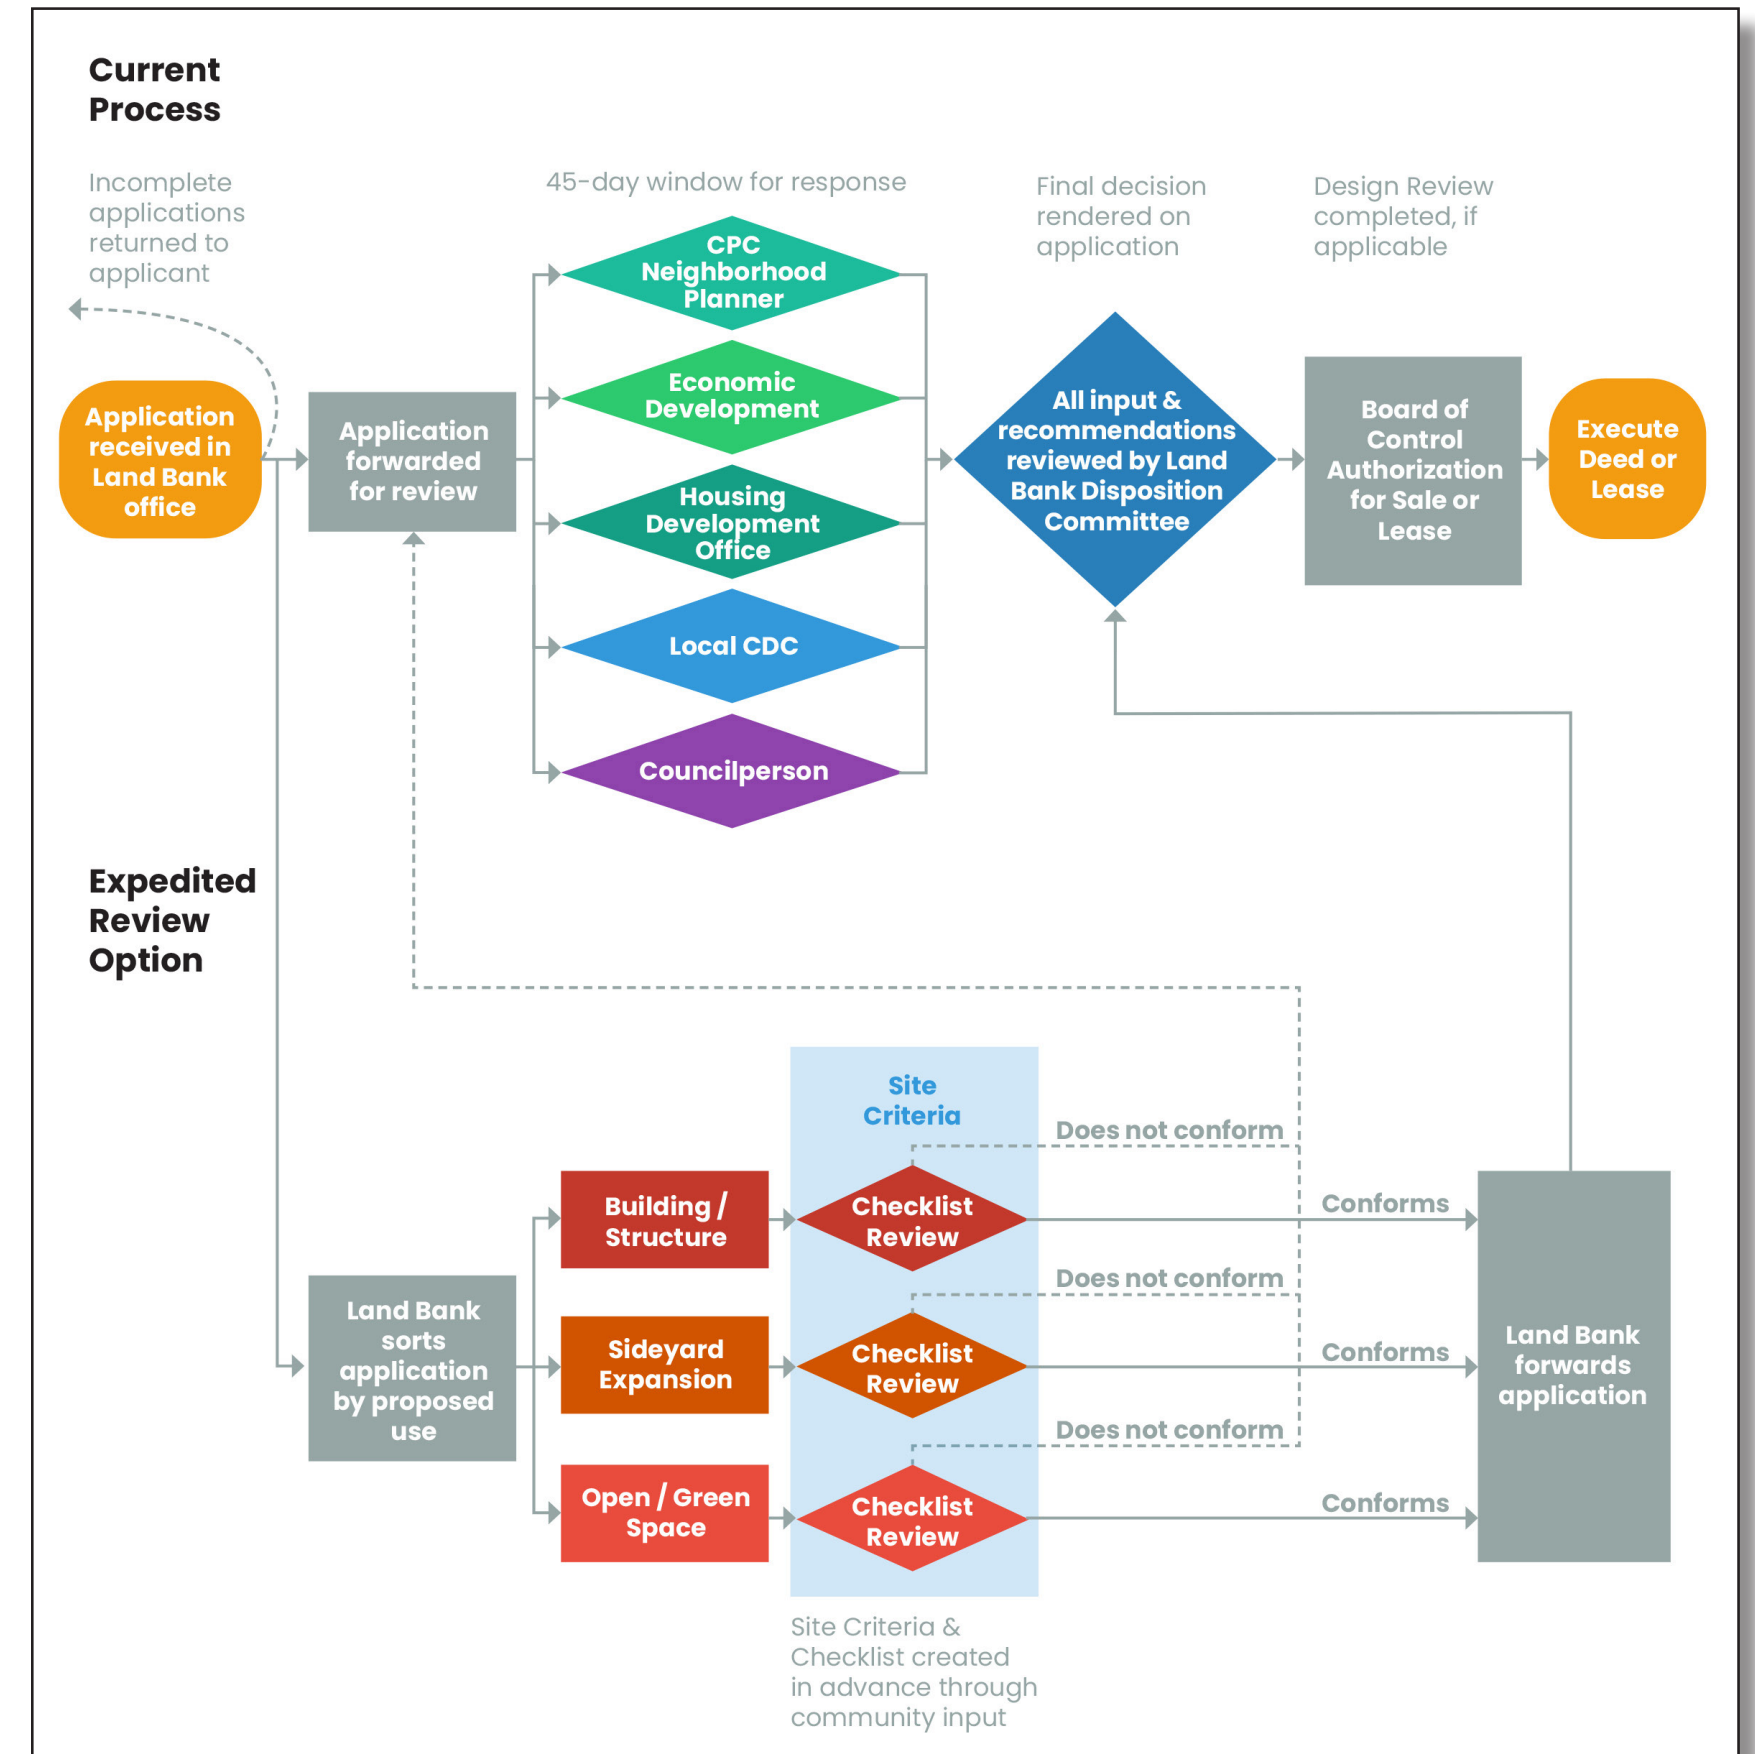 Current
Process
Incomplete
applications
returned to
applicant
45-day window for response
Final decision
rendered on
application
Design Review
completed, if
applicable
Application
received in
Land Bank
office
Application
forwarded
for review
CPC
Neighborhood
Planner
Economic
Development
Housing
Development
Office
Local CDC
Councilperson
All input &
recommendations
reviewed by Land
Bank Disposition
Committee
Board of
Control
Authorization
for Sale or
Lease
Execute
Deed or
Lease
Expedited
Review
Option
Land Bank
sorts
application
by proposed
use
Building /
Structure
Sideyard
Expansion
Open / Green
Space
Site
Criteria
Checklist
Review
Checklist
Review
Checklist
Review
Does not conform
Conforms
Does not conform
Conforms
Does not conform
Conforms
Land Bank
forwards
application
Site Criteria &
Checklist created
in advance through
community input